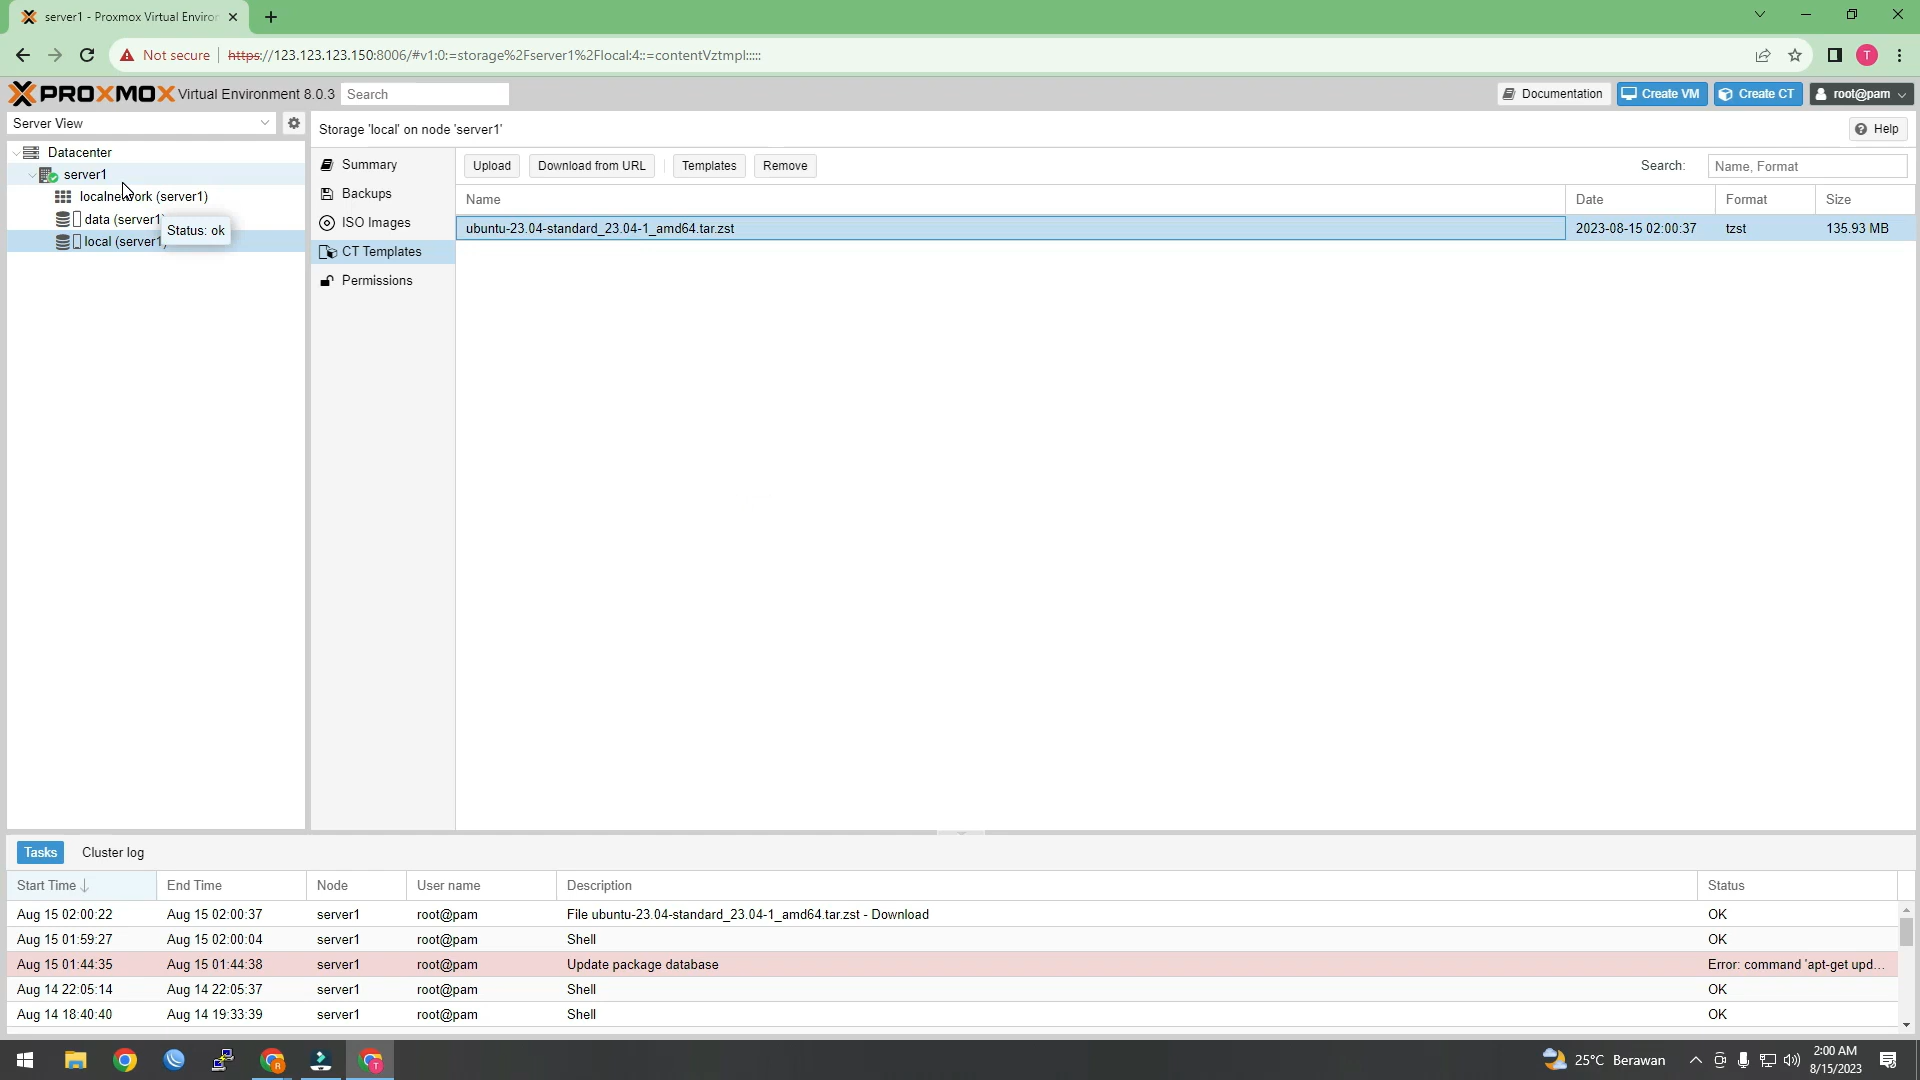 server1 - Proxmox Virtual Enviror
Not secure
https://123.123.123.150:8006/#v1:0:=storage%2Fserver1%2Flocal:4::=contentVztmpl:::::
T
PROXMOX Virtual Environment 8.0.3
Search
Documentation
Create VM
Create CT
root@pam
Server View
Storage 'local' on node 'server1'
Help
Datacenter
server1
localnetwork (server1)
data (server1)
local (server1)
Status: ok
Summary
Backups
ISO Images
CT Templates
Permissions
Upload
Download from URL
Templates
Remove
Search:
Name, Format
Name
Date
Format
Size
ubuntu-23.04-standard_23.04-1_amd64.tar.zst
2023-08-15 02:00:37
tzst
135.93 MB
Tasks
Cluster log
Start Time
End Time
Node
User name
Description
Status
Aug 15 02:00:22 Aug 15 02:00:37 server1 root@pam File ubuntu-23.04-standard_23.04-1_amd64.tar.zst - Download OK
Aug 15 01:59:27 Aug 15 02:00:04 server1 root@pam Shell OK
Aug 15 01:44:35 Aug 15 01:44:38 server1 root@pam Update package database Error: command 'apt-get upd...
Aug 14 22:05:14 Aug 14 22:05:37 server1 root@pam Shell OK
Aug 14 18:40:40 Aug 14 19:33:39 server1 root@pam Shell OK
R
T
25°C Berawan
2:00 AM
8/15/2023